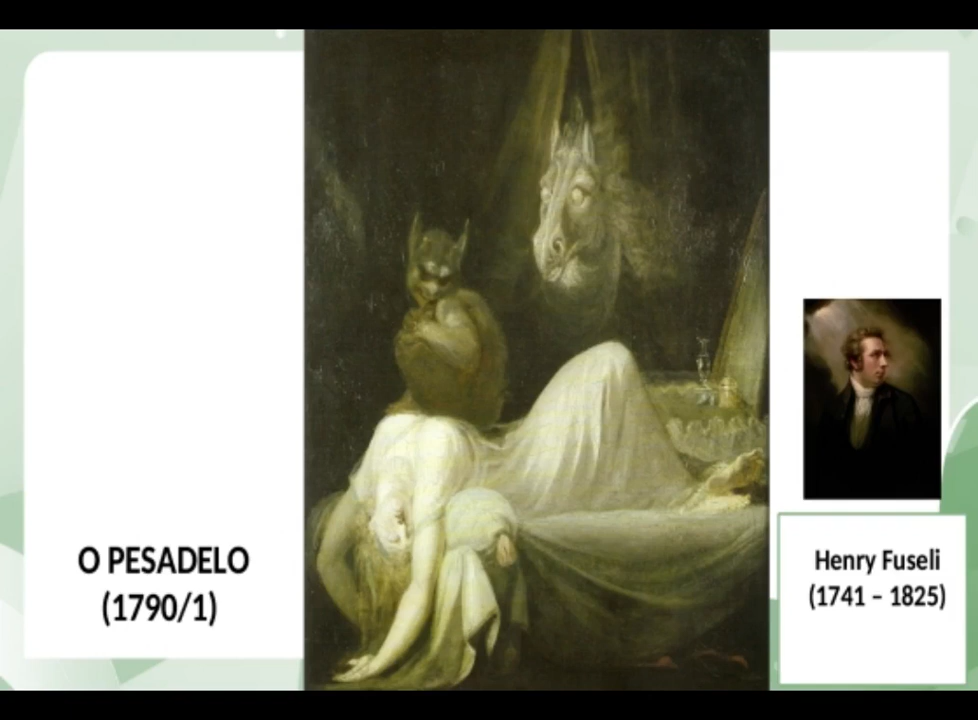 O PESADELO
(1790/1)
Henry Fuseli
(1741 – 1825)